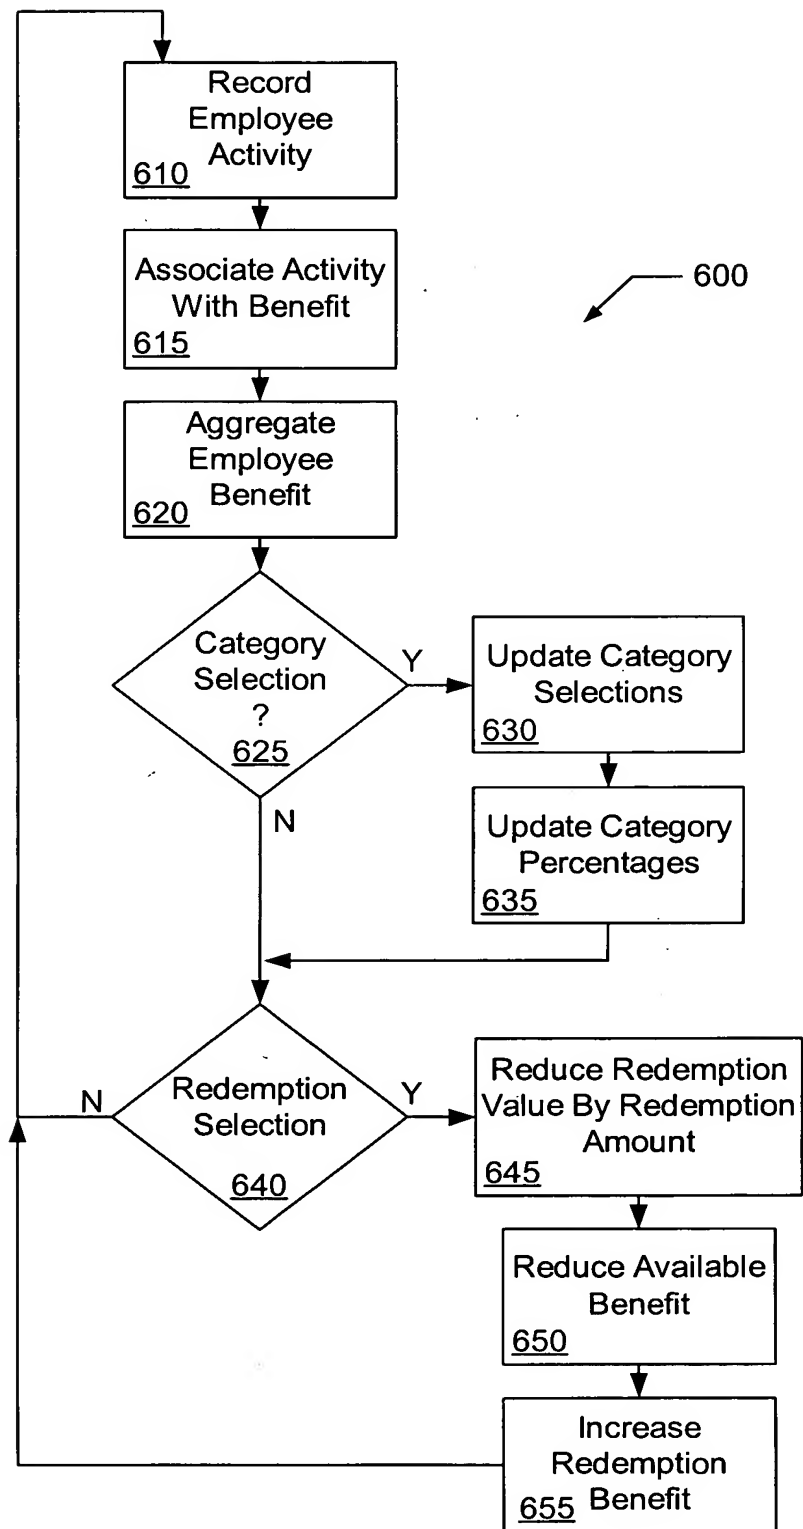 Record
Employee
Activity
610
Associate Activity
With Benefit
615
600
Aggregate
Employee
Benefit
620
Category
Selection
?
625
Y
N
Update Category
Selections
630
Update Category
Percentages
635
Redemption
Selection
640
N
Y
Reduce Redemption
Value By Redemption
Amount
645
Reduce Available
Benefit
650
Increase
Redemption
Benefit
655